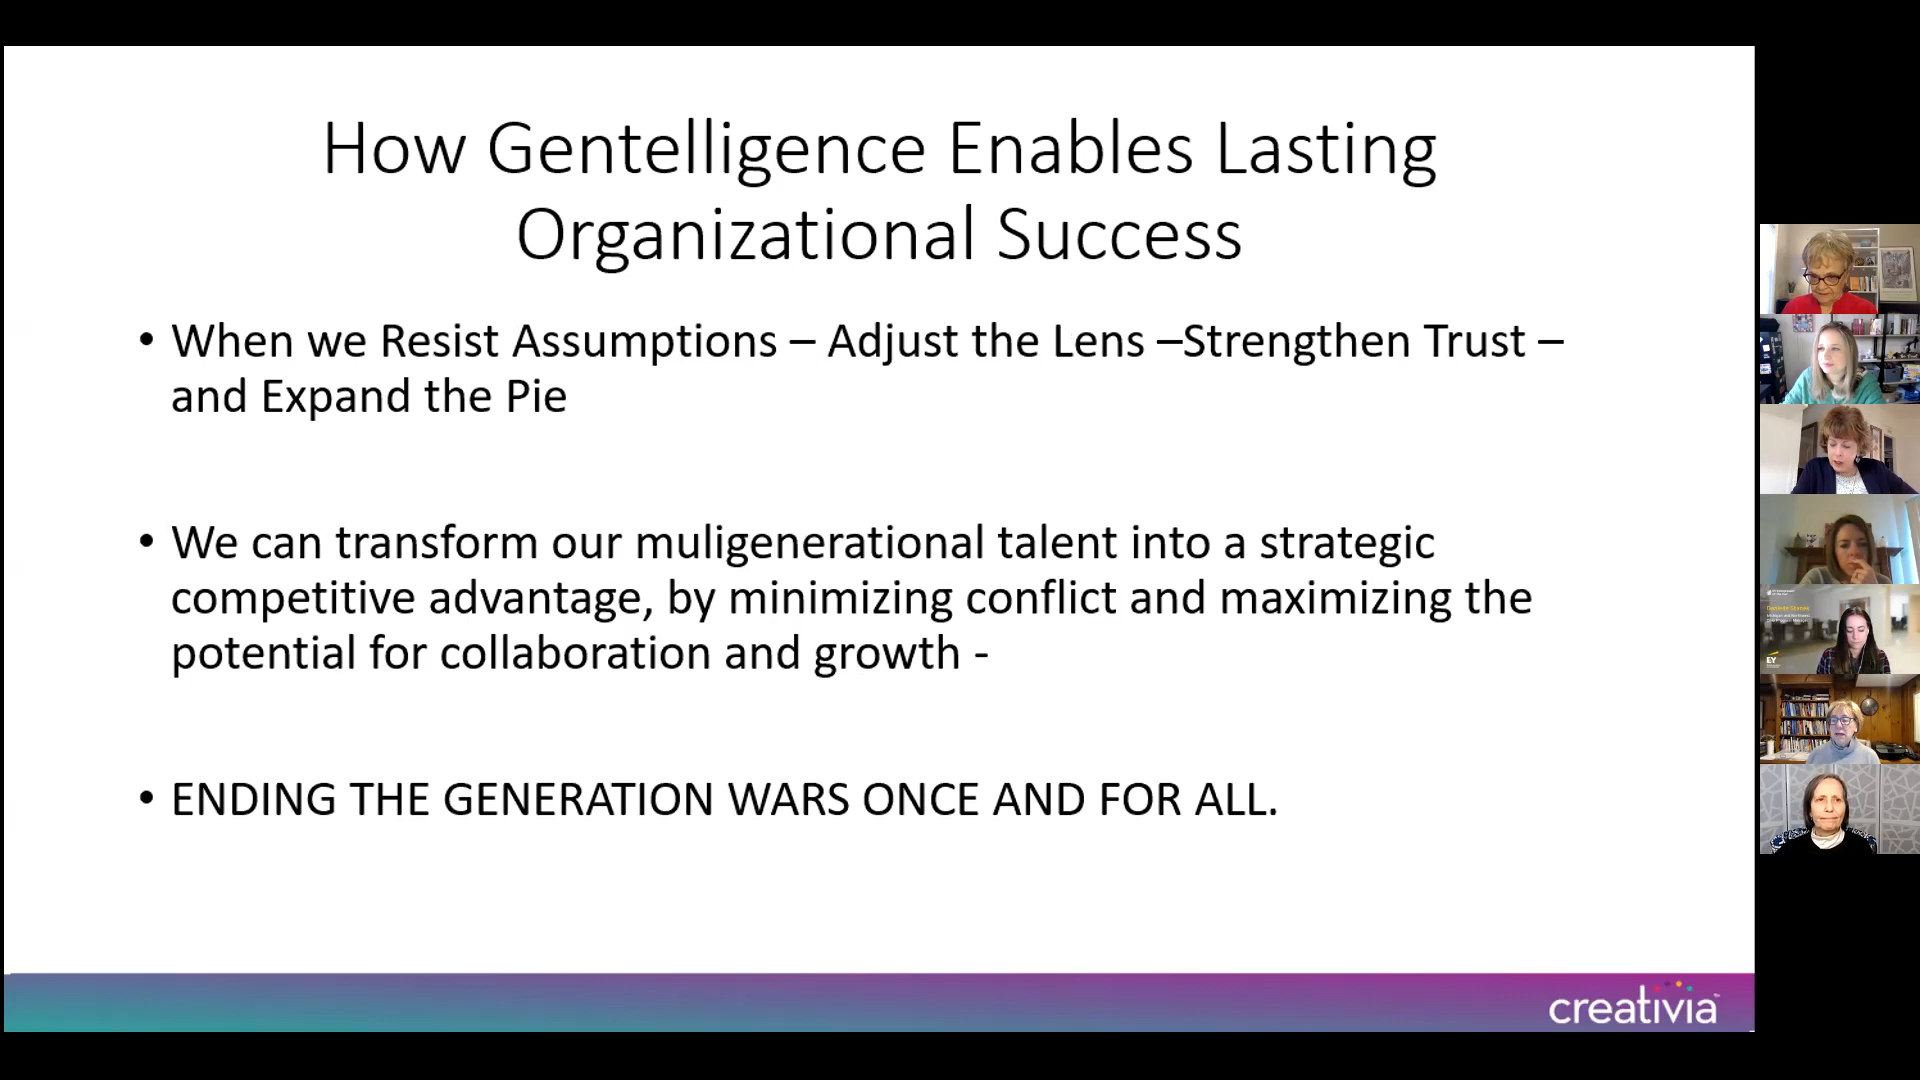 How Gentelligence Enables Lasting
Organizational Success
• When we Resist Assumptions – Adjust the Lens –Strengthen Trust –
and Expand the Pie
• We can transform our muligenerational talent into a strategic
competitive advantage, by minimizing conflict and maximizing the
potential for collaboration and growth -
• ENDING THE GENERATION WARS ONCE AND FOR ALL.
creativia
EY